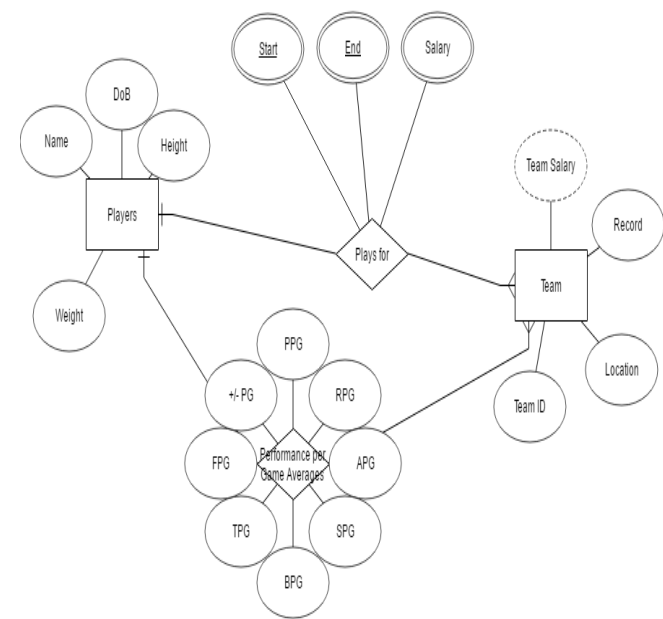 Start
End
Salary
DoB
Name
Height
Team Salary
Players
Record
Plays for
Team
Weight
PPG
Location
+/- PG
RPG
Team ID
Performance per
Game Averages
FPG
APG
TPG
SPG
BPG